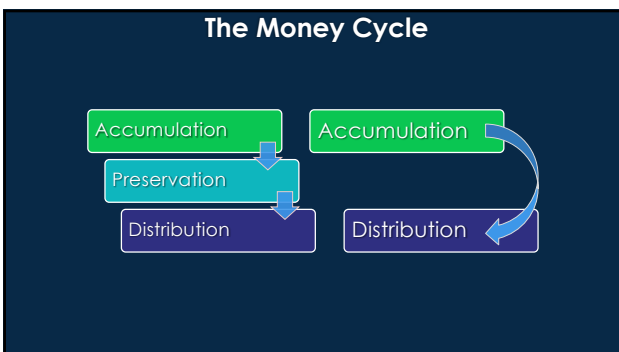 The Money Cycle
Accumulation
Preservation
Distribution
Accumulation
Distribution